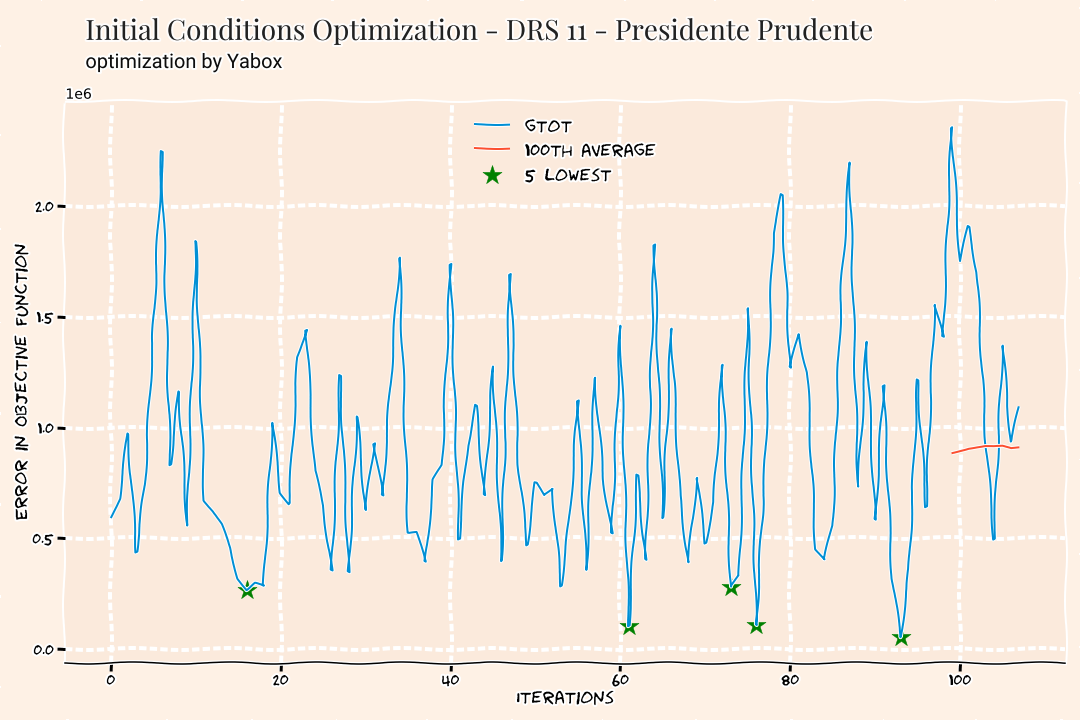 Initial Conditions Optimization - DRS 11 - Presidente Prudente
optimization by Yabox
1e6
GTOT
100TH AVERAGE
5 LOWEST
2.0
1.5
1.0
0.5
0.0
ERROR IN OBJECTIVE FUNCTION
0 20 40 60 80 100
ITERATIONS